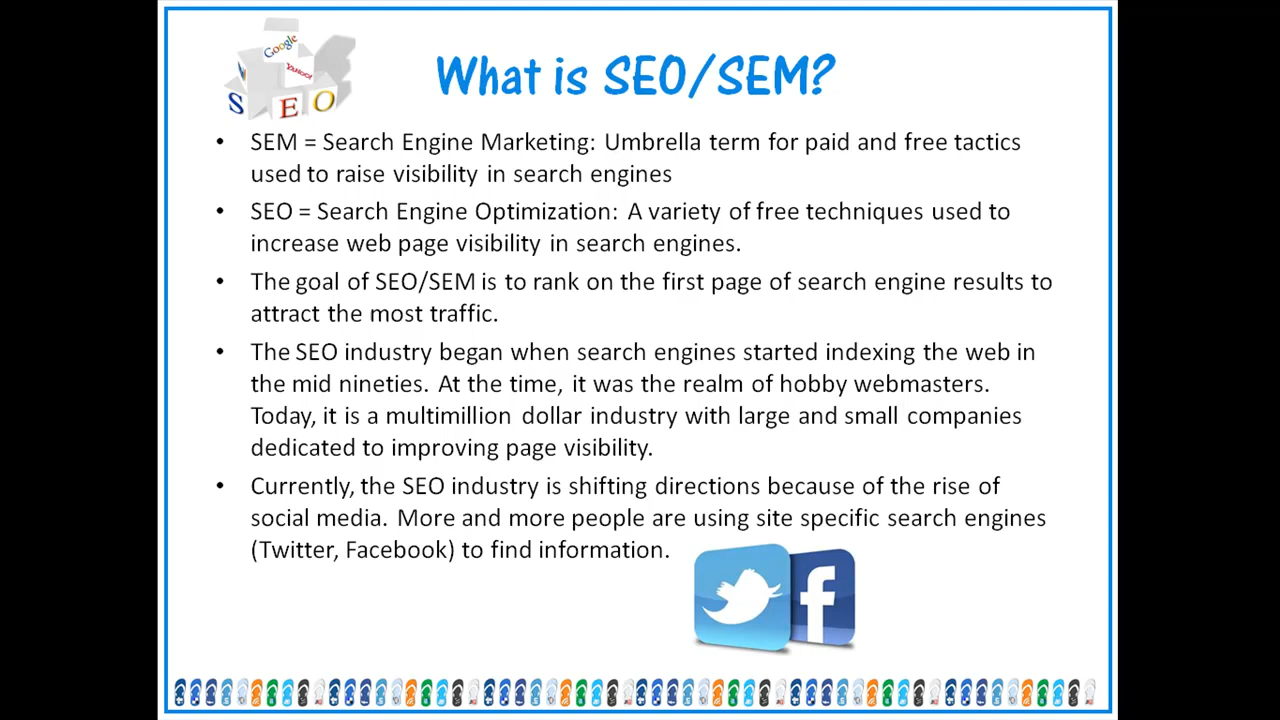 Google
YAHOO!
S E O
What is SEO/SEM?
• SEM = Search Engine Marketing: Umbrella term for paid and free tactics
used to raise visibility in search engines
• SEO = Search Engine Optimization: A variety of free techniques used to
increase web page visibility in search engines.
• The goal of SEO/SEM is to rank on the first page of search engine results to
attract the most traffic.
• The SEO industry began when search engines started indexing the web in
the mid nineties. At the time, it was the realm of hobby webmasters.
Today, it is a multimillion dollar industry with large and small companies
dedicated to improving page visibility.
• Currently, the SEO industry is shifting directions because of the rise of
social media. More and more people are using site specific search engines
(Twitter, Facebook) to find information.
f